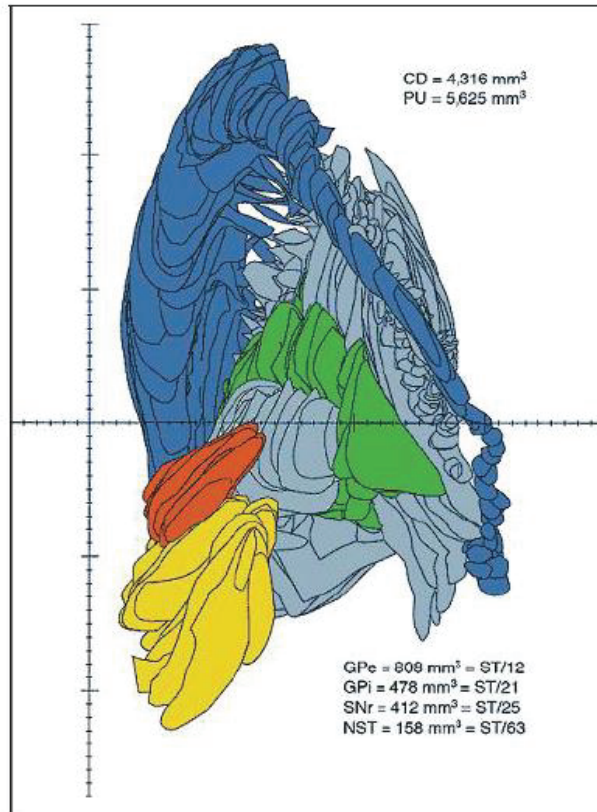 CD = 4,316 mm³
PU = 5,625 mm³
GPe = 808 mm³ = ST/12
GPi = 478 mm³ = ST/21
SNr = 412 mm³ = ST/25
NST = 158 mm³ = ST/63